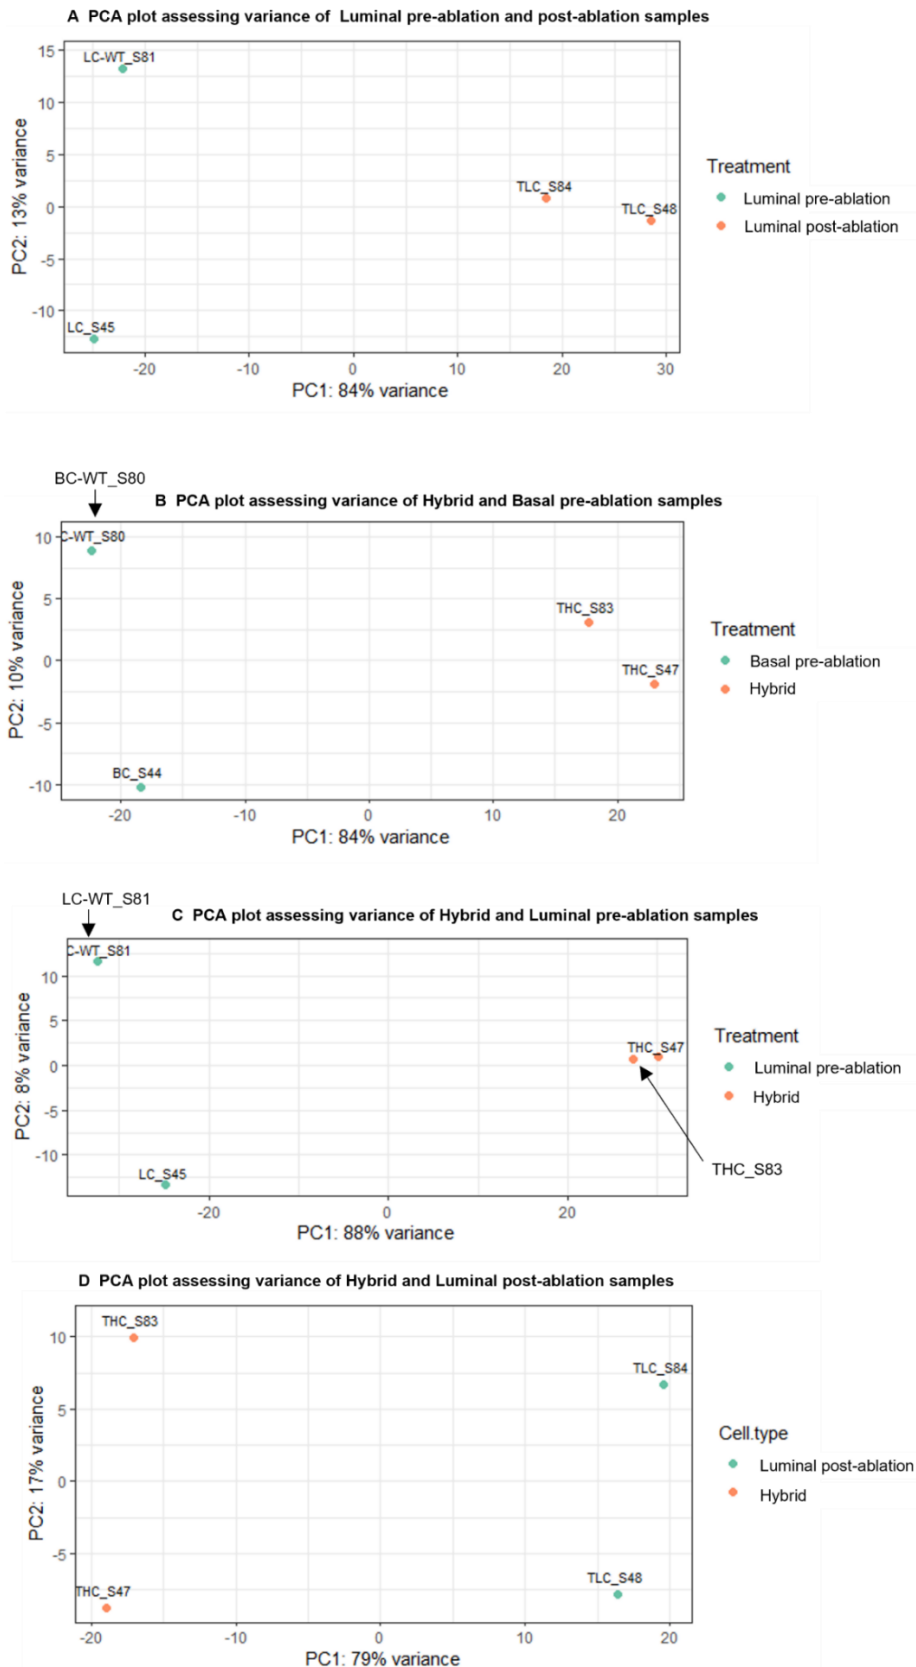 A PCA plot assessing variance of Luminal pre-ablation and post-ablation samples
15
10
5
0
-5
-10
PC2: 13% variance
LC-WT_S81
TLC_S84
TLC_S48
LC_S45
-20
-10
0
10
20
30
PC1: 84% variance
Treatment
Luminal pre-ablation
Luminal post-ablation
BC-WT_S80
B PCA plot assessing variance of Hybrid and Basal pre-ablation samples
10
5
0
-5
-10
PC2: 10% variance
C-WT_S80
THC_S83
THC_S47
BC_S44
-20
-10
0
10
20
PC1: 84% variance
Treatment
Basal pre-ablation
Hybrid
LC-WT_S81
C PCA plot assessing variance of Hybrid and Luminal pre-ablation samples
10
5
0
-5
-10
PC2: 8% variance
C-WT_S81
THC_S47
LC_S45
THC_S83
-20
0
20
PC1: 88% variance
Treatment
Luminal pre-ablation
Hybrid
D PCA plot assessing variance of Hybrid and Luminal post-ablation samples
10
5
0
-5
PC2: 17% variance
THC_S83
TLC_S84
THC_S47
TLC_S48
-20
-10
0
10
20
PC1: 79% variance
Cell.type
Luminal post-ablation
Hybrid